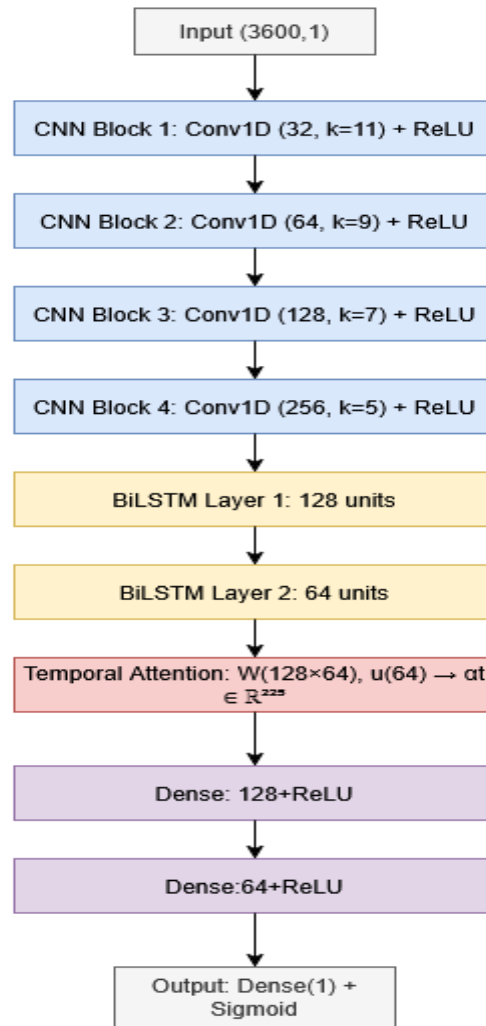 Input (3600,1)
CNN Block 1: Conv1D (32, k=11) + ReLU
CNN Block 2: Conv1D (64, k=9) + ReLU
CNN Block 3: Conv1D (128, k=7) + ReLU
CNN Block 4: Conv1D (256, k=5) + ReLU
BiLSTM Layer 1: 128 units
BiLSTM Layer 2: 64 units
Temporal Attention: W(128×64), u(64) → αt
∈ ℝ²²⁵
Dense: 128+ReLU
Dense:64+ReLU
Output: Dense(1) +
Sigmoid